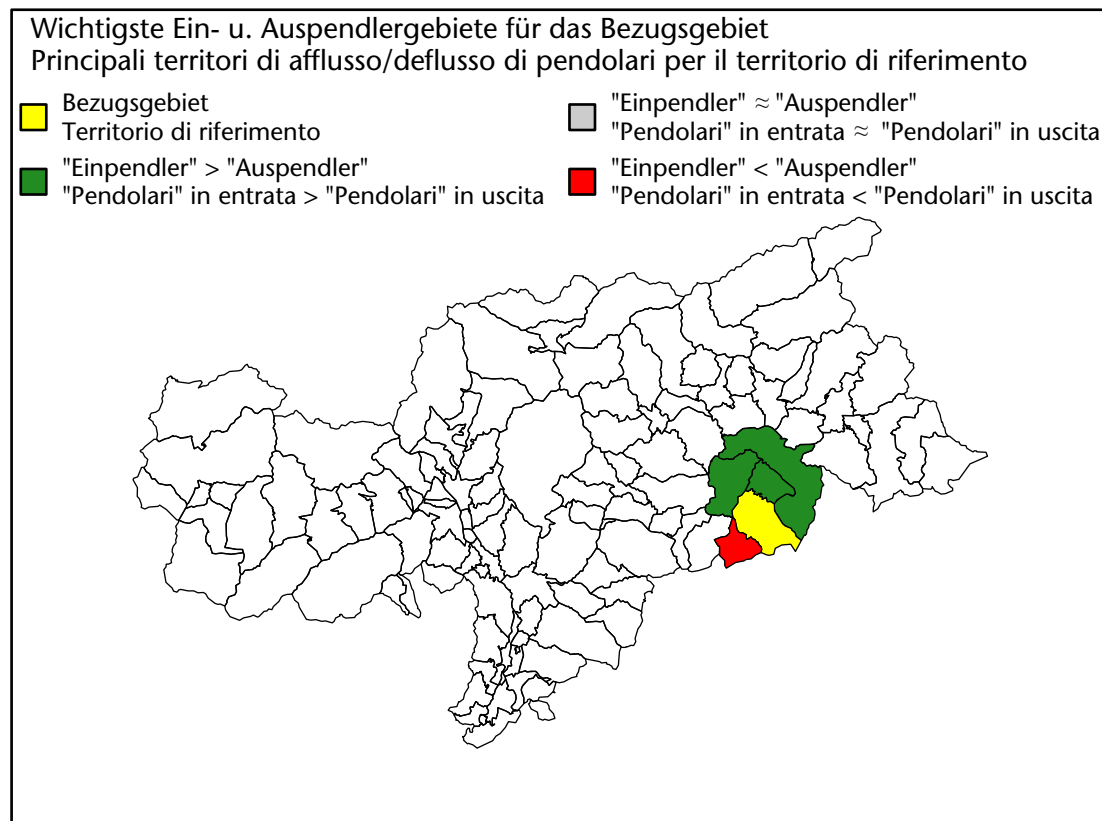 Wichtigste Ein- u. Auspendlergebiete für das Bezugsgebiet
Principali territori di afflusso/deflusso di pendolari per il territorio di riferimento
Bezugsgebiet
Territorio di riferimento
"Einpendler" > "Auspendler"
"Pendolari" in entrata > "Pendolari" in uscita
"Einpendler" ≈ "Auspendler"
"Pendolari" in entrata ≈ "Pendolari" in uscita
"Einpendler" < "Auspendler"
"Pendolari" in entrata < "Pendolari" in uscita